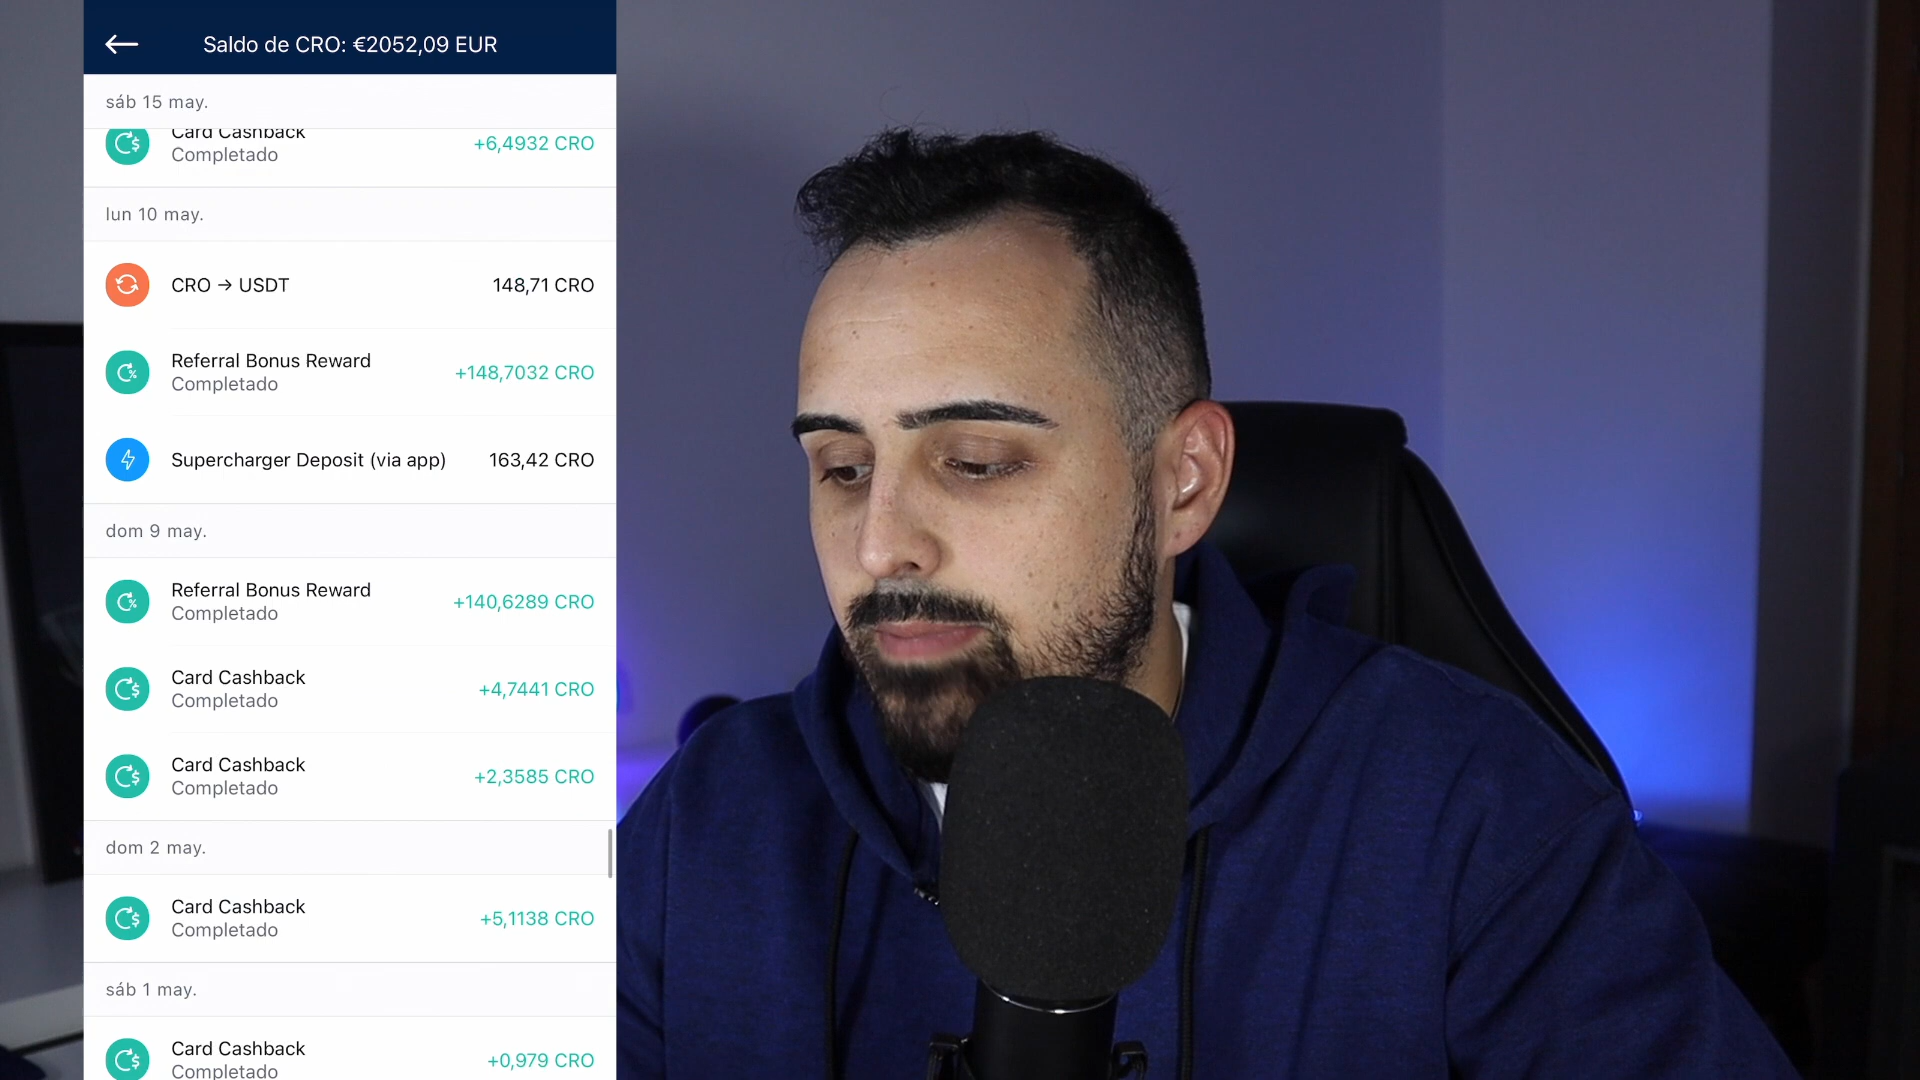 Saldo de CRO: €2052,09 EUR
sáb 15 may.
Card Cashback
+6,4932 CRO
Completado
lun 10 may.
CRO → USDT 148,71 CRO
Referral Bonus Reward
+148,7032 CRO
Completado
Supercharger Deposit (via app) 163,42 CRO
dom 9 may.
Referral Bonus Reward
+140,6289 CRO
Completado
Card Cashback
+4,7441 CRO
Completado
Card Cashback
+2,3585 CRO
Completado
dom 2 may.
Card Cashback
+5,1138 CRO
Completado
sáb 1 may.
Card Cashback
+0,979 CRO
Completado